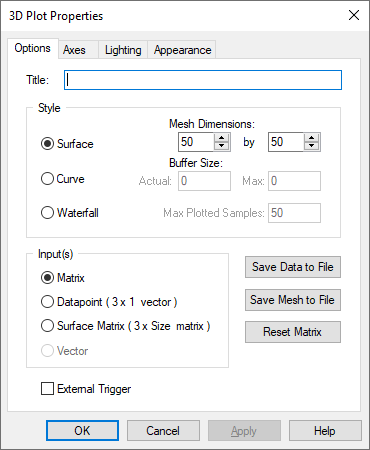 3D Plot Properties
Options Axes Lighting Appearance
Title:
Style
Mesh Dimensions:
Surface 50 by 50
Buffer Size:
Curve Actual: 0 Max: 0
Waterfall Max Plotted Samples: 50
Input(s)
Matrix Save Data to File
Datapoint ( 3 x 1 vector )
Save Mesh to File
Surface Matrix ( 3 x Size matrix )
Reset Matrix
Vector
External Trigger
OK Cancel Apply Help